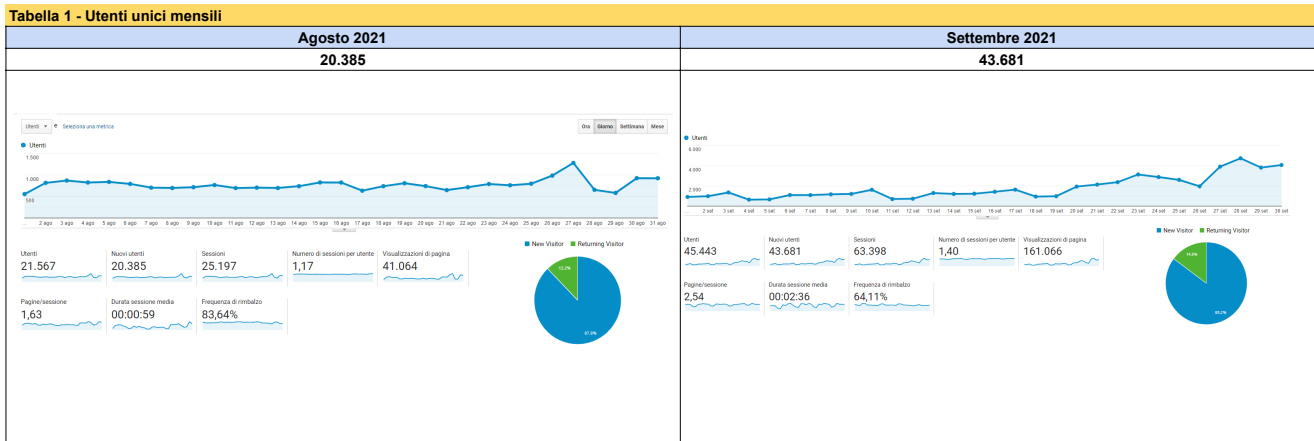 Tabella 1 - Utenti unici mensili
Agosto 2021
Settembre 2021
20.385
43.681
Utenti
Seleziona una metrica
Ora Giorno Settimana Mese
Utenti
1.500
1.000
500
... 2 ago 3 ago 4 ago 5 ago 6 ago 7 ago 8 ago 9 ago 10 ago 11 ago 12 ago 13 ago 14 ago 15 ago 16 ago 17 ago 18 ago 19 ago 20 ago 21 ago 22 ago 23 ago 24 ago 25 ago 26 ago 27 ago 28 ago 29 ago 30 ago 31 ago
New Visitor Returning Visitor
Utenti
21.567
Nuovi utenti
20.385
Sessioni
25.197
Numero di sessioni per utente
1,17
Visualizzazioni di pagina
41.064
Pagine/sessione
1,63
Durata sessione media
00:00:59
Frequenza di rimbalzo
83,64%
Utenti
6.000
4.000
2.000
... 2 set 3 set 4 set 5 set 6 set 7 set 8 set 9 set 10 set 11 set 12 set 13 set 14 set 15 set 16 set 17 set 18 set 19 set 20 set 21 set 22 set 23 set 24 set 25 set 26 set 27 set 28 set 29 set 30 set
New Visitor Returning Visitor
Utenti
45.443
Nuovi utenti
43.681
Sessioni
63.398
Numero di sessioni per utente
1,40
Visualizzazioni di pagina
161.066
Pagine/sessione
2,54
Durata sessione media
00:02:36
Frequenza di rimbalzo
64,11%